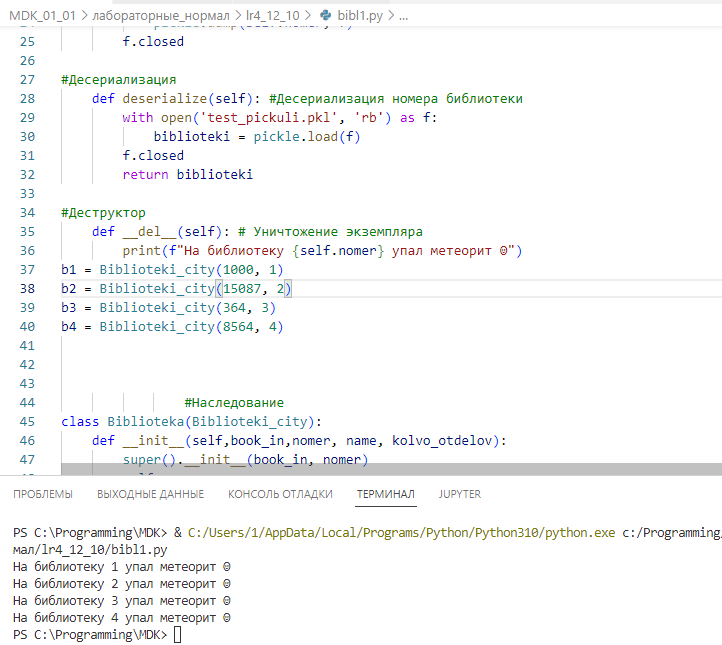 MDK_01_01 > лабораторные_нормал > lr4_12_10 > bibl1.py > ...
25 f.closed
26
27 #Десериализация
28 def deserialize(self): #Десериализация номера библиотеки
29 with open('test_pickuli.pkl', 'rb') as f:
30 biblioteki = pickle.load(f)
31 f.closed
32 return biblioteki
33
34 #Деструктор
35 def __del__(self): # Уничтожение экземпляра
36 print(f"На библиотеку {self.nomer} упал метеорит Θ")
37 b1 = Biblioteki_city(1000, 1)
38 b2 = Biblioteki_city(15087, 2)
39 b3 = Biblioteki_city(364, 3)
40 b4 = Biblioteki_city(8564, 4)
41
42
43
44 #Наследование
45 class Biblioteka(Biblioteki_city):
46 def __init__(self,book_in,nomer, name, kolvo_otdelov):
47 super().__init__(book_in, nomer)
ПРОБЛЕМЫ ВЫХОДНЫЕ ДАННЫЕ КОНСОЛЬ ОТЛАДКИ ТЕРМИНАЛ JUPYTER
PS C:\Programming\MDK> & C:/Users/1/AppData/Local/Programs/Python/Python310/python.exe c:/Programming/
мал/lr4_12_10/bibl1.py
На библиотеку 1 упал метеорит Θ
На библиотеку 2 упал метеорит Θ
На библиотеку 3 упал метеорит Θ
На библиотеку 4 упал метеорит Θ
PS C:\Programming\MDK>